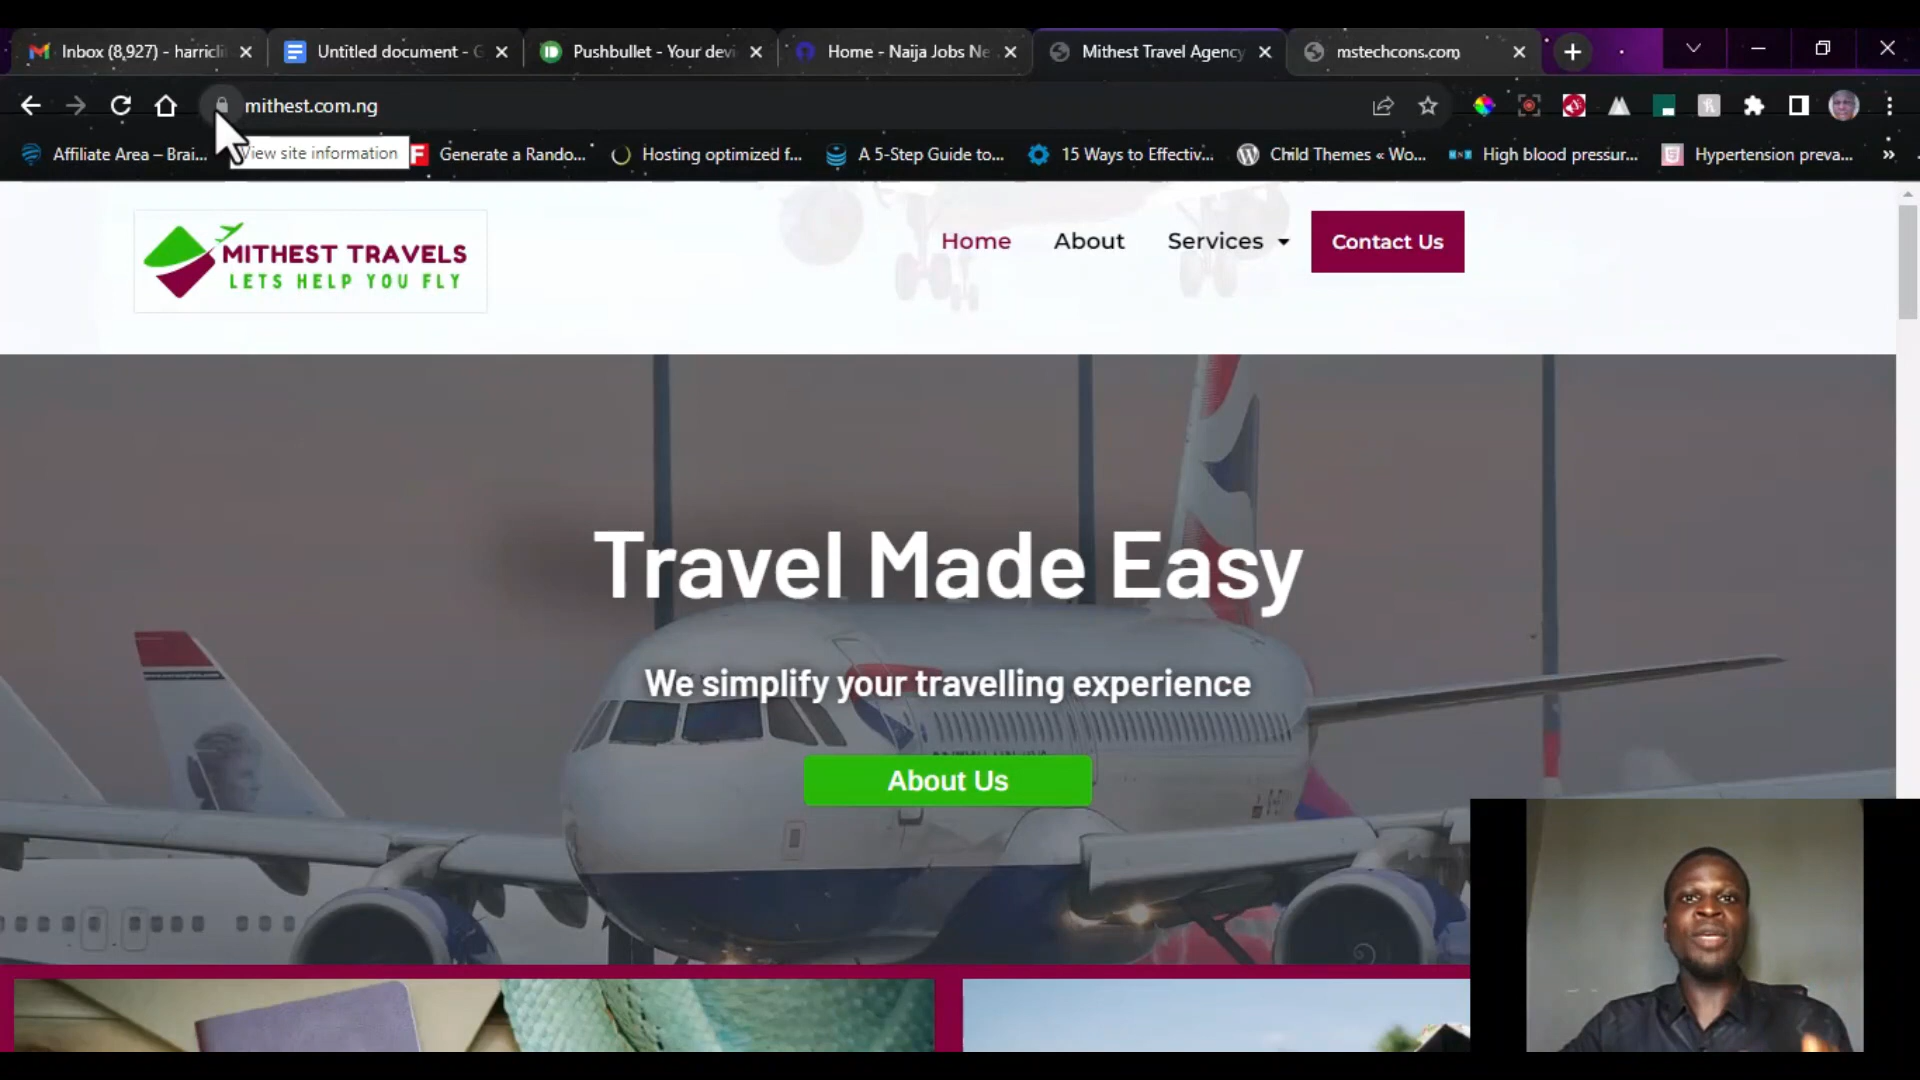 Inbox (8,927) - harricli
Untitled document - G
Pushbullet - Your devi
Home - Naija Jobs Ne
Mithest Travel Agency
mstechcons.com
mithest.com.ng
Affiliate Area – Brai...
View site information
Generate a Rando...
Hosting optimized f...
A 5-Step Guide to...
15 Ways to Effectiv...
Child Themes « Wo...
High blood pressur...
Hypertension preva...
»
MITHEST TRAVELS
LETS HELP YOU FLY
Home
About
Services
Contact Us
Travel Made Easy
We simplify your travelling experience
About Us